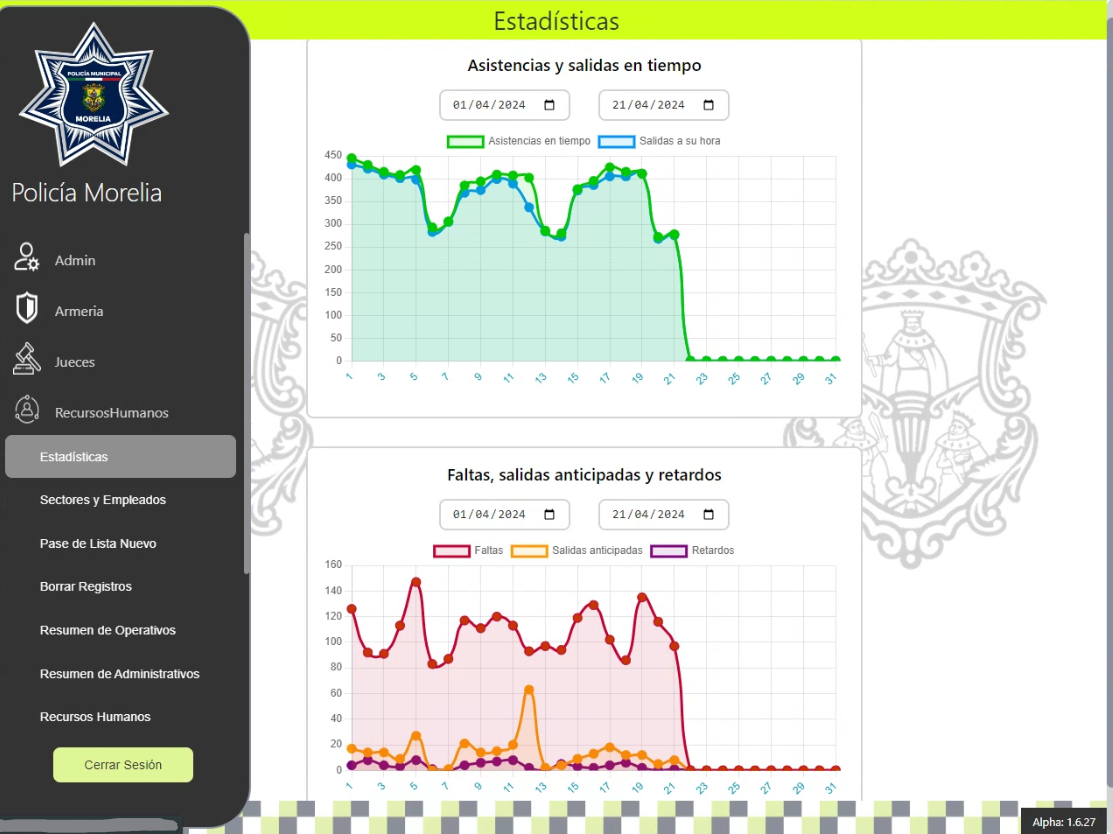 Estadísticas
POLICÍA MUNICIPAL
MORELIA
Policía Morelia
Admin
Armeria
Jueces
RecursosHumanos
Estadísticas
Sectores y Empleados
Pase de Lista Nuevo
Borrar Registros
Resumen de Operativos
Resumen de Administrativos
Recursos Humanos
Cerrar Sesión
Asistencias y salidas en tiempo
01/04/2024 21/04/2024
Asistencias en tiempo Salidas a su hora
450
400
350
300
250
200
150
100
50
0
1 3 5 7 9 11 13 15 17 19 21 23 25 27 29 31
Faltas, salidas anticipadas y retardos
01/04/2024 21/04/2024
Faltas Salidas anticipadas Retardos
160
140
120
100
80
60
40
20
0
1 3 5 7 9 11 13 15 17 19 21 23 25 27 29 31
Alpha: 1.6.27